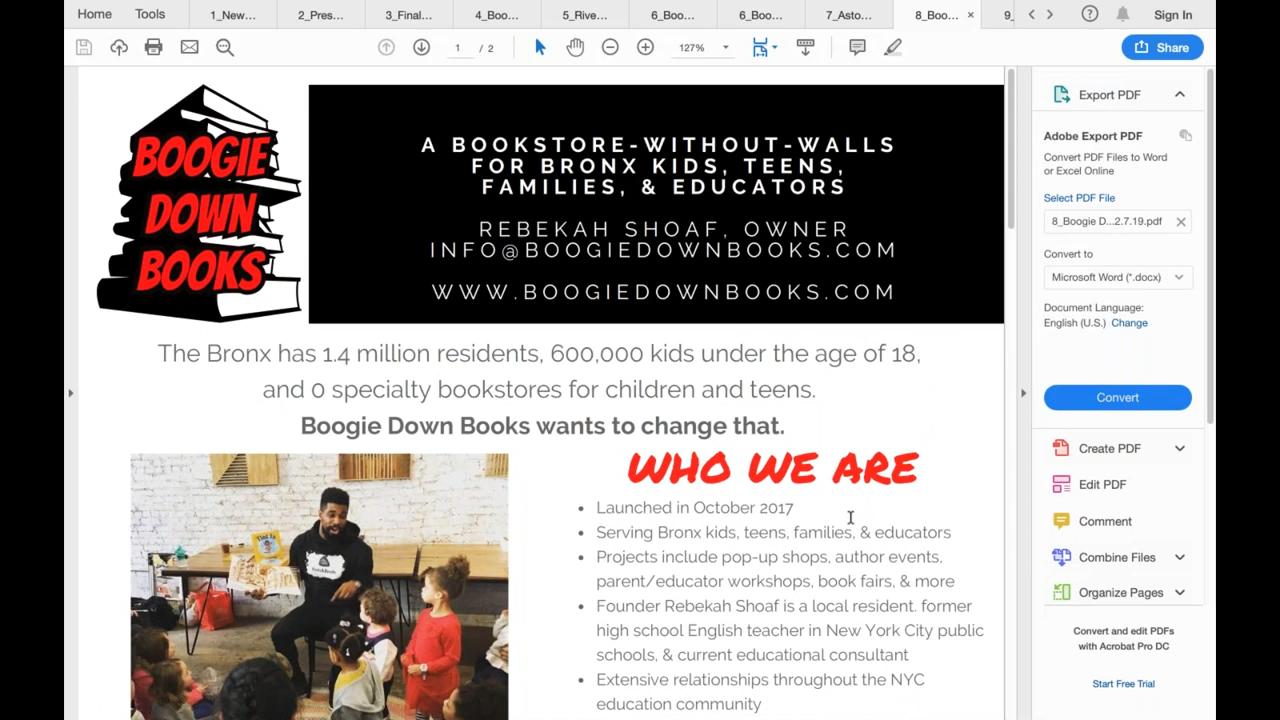 Home
Tools
1_New...
2_Pres...
3_Final...
4_Boo...
5_Rive...
6_Boo...
6_Boo...
7_Asto...
8_Boo...
×
9_
Sign In
1 / 2
127%
Share
BOOGIE
DOWN
BOOKS
A BOOKSTORE-WITHOUT-WALLS
FOR BRONX KIDS, TEENS,
FAMILIES, & EDUCATORS
REBEKAH SHOAF, OWNER
INFO@BOOGIEDOWNBOOKS.COM
WWW.BOOGIEDOWNBOOKS.COM
The Bronx has 1.4 million residents, 600,000 kids under the age of 18,
and 0 specialty bookstores for children and teens.
Boogie Down Books wants to change that.
WHO WE ARE
• Launched in October 2017
• Serving Bronx kids, teens, families, & educators
• Projects include pop-up shops, author events,
parent/educator workshops, book fairs, & more
• Founder Rebekah Shoaf is a local resident. former
high school English teacher in New York City public
schools, & current educational consultant
• Extensive relationships throughout the NYC
education community
Export PDF
Adobe Export PDF
Convert PDF Files to Word
or Excel Online
Select PDF File
8_Boogie D...2.7.19.pdf
Convert to
Microsoft Word (*.docx)
Document Language:
English (U.S.) Change
Convert
Create PDF
Edit PDF
Comment
Combine Files
Organize Pages
Convert and edit PDFs
with Acrobat Pro DC
Start Free Trial